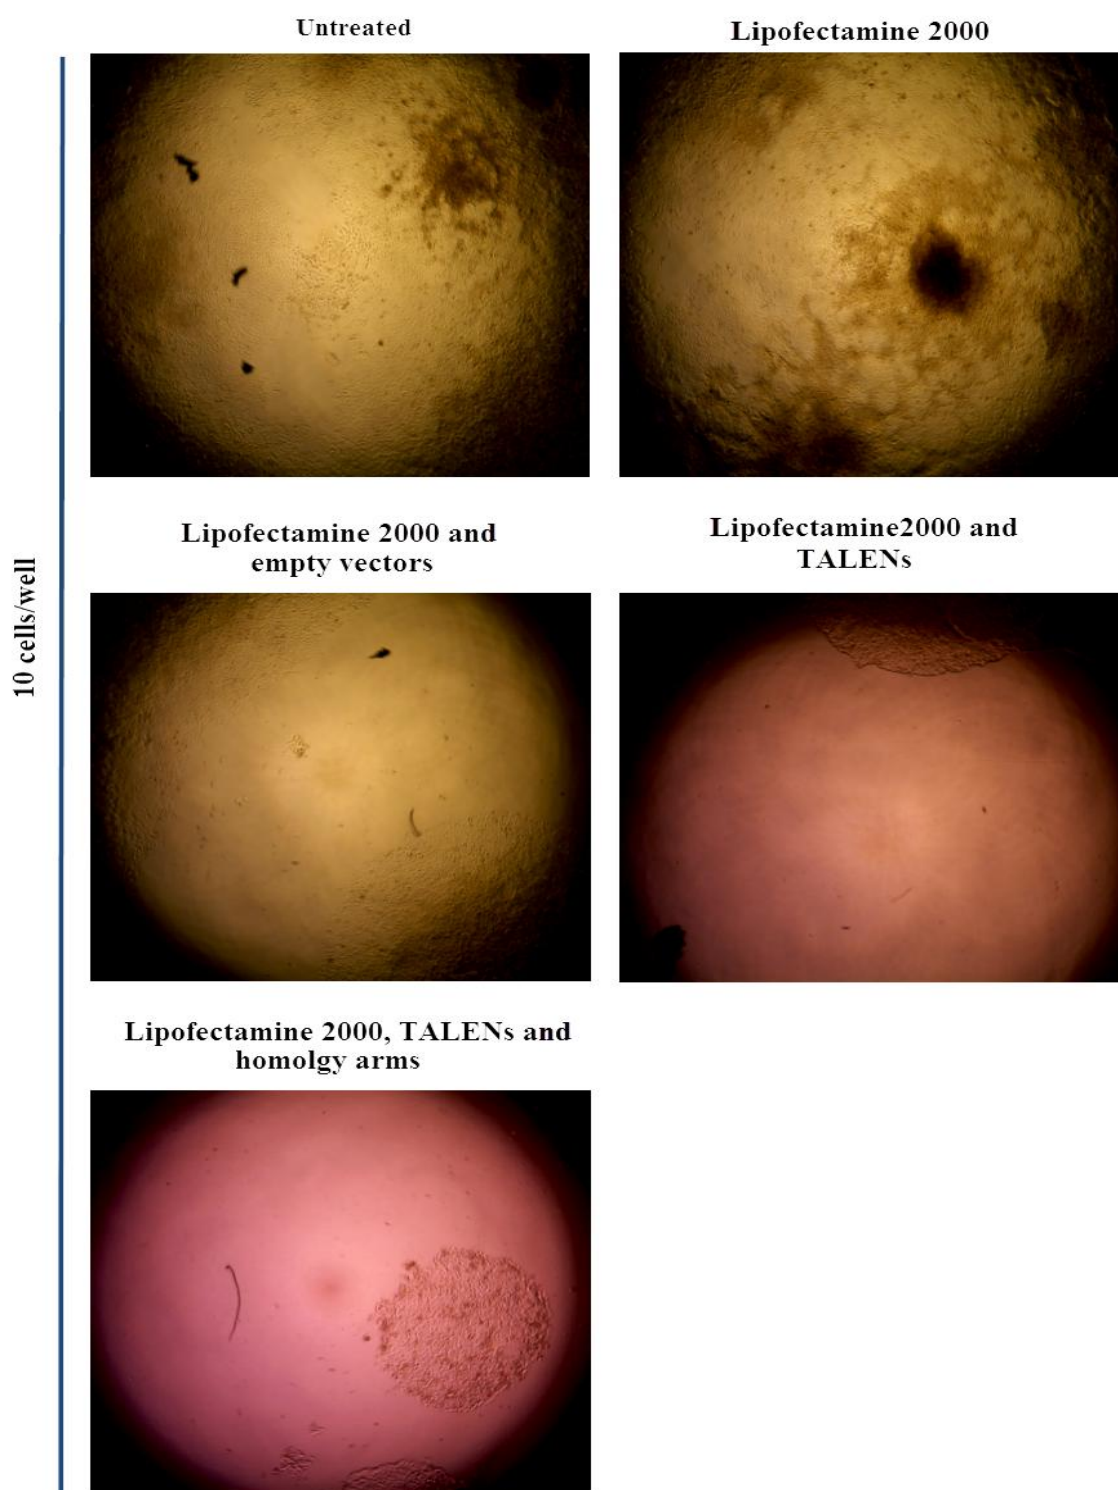 Untreated
Lipofectamine 2000
10 cells/well
Lipofectamine 2000 and
empty vectors
Lipofectamine2000 and
TALENs
Lipofectamine 2000, TALENs and
homolgy arms